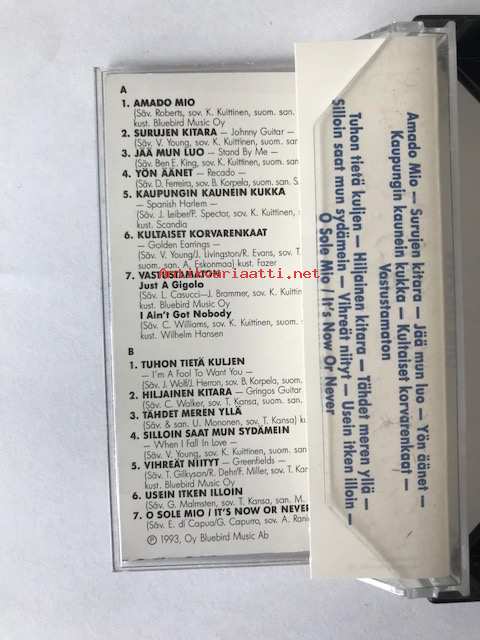 A
1. AMADO MIO
(Säv. Roberts, sov. K. Kuittinen, suom. san.
kust. Bluebird Music Oy
2. SURUJEN KITARA — Johnny Guitar —
(Säv. V. Young, sov. K. Kuittinen, suom. san.
3. JÄÄ MUN LUO — Stand By Me —
(Säv. Ben E. King, sov. K. Kuittinen, suom.
4. YÖN ÄÄNET — Recado —
(Säv. D. Ferreira, sov. B. Korpela, suom. san. S.
5. KAUPUNGIN KAUNEIN KUKKA
— Spanish Harlem —
(Säv. J. Leiber/P. Spector, sov. K. Kuittinen,
kust. Scandia
6. KULTAISET KORVARENKAAT
— Golden Earrings —
(Säv. V. Young/J. Livingston/R. Evans, sov. T.
suom, san. A. Eskonmaa) kust. Fazer
7. VASTUSTAMATON
Just A Gigolo
(Säv. L. Casucci—J. Brammer, sov. K. Kuittinen
kust. Bluebird Music Oy
I Ain't Got Nobody
(Säv. C. Williams, sov. K. Kuittinen, suom.
kust. Wilhelm Hansen
B
1. TUHON TIETÄ KULJEN
— I'm A Fool To Want You —
(Säv. J. Wolf/J. Herron, sov. B. Korpela, suom.
2. HILJAINEN KITARA — Gringos Guitar
(Säv. C. Walker, sov. T. Kansa, suom. san.
3. TÄHDET MEREN YLLÄ
(Säv. & san. U. Mononen, sov. T. Kansa)
4. SILLOIN SAAT MUN SYDÄMEIN
— When I Fall In Love —
(Säv. V. Young, sov. K. Kuittinen, suom. san.
5. VIHREÄT NIITYT — Greenfields —
(Säv. T. Gilkyson/R. Dehr/F. Miller, sov. T. Kansa,
kust. Bluebird Music Oy
6. USEIN ITKEN ILLOIN
(Säv. G. Malmsten, sov. T. Kansa, san. M.
7. O SOLE MIO / IT'S NOW OR NEVER
(Säv. E. di Capua/G. Capurro, sov. A.
℗ 1993, Oy Bluebird Music Ab
Amado Mio — Surujen kitara — Jää mun luo — Yön äänet —
Kaupungin kaunein kukka — Kultaiset korvarenkaat —
Vastustamaton
Tuhon tietä kuljen — Hiljainen kitara — Tähdet meren yllä —
Silloin saat mun sydämein — Vihreät niityt — Usein itken illoin —
O Sole Mio / It's Now Or Never
Antikvariaatti.net